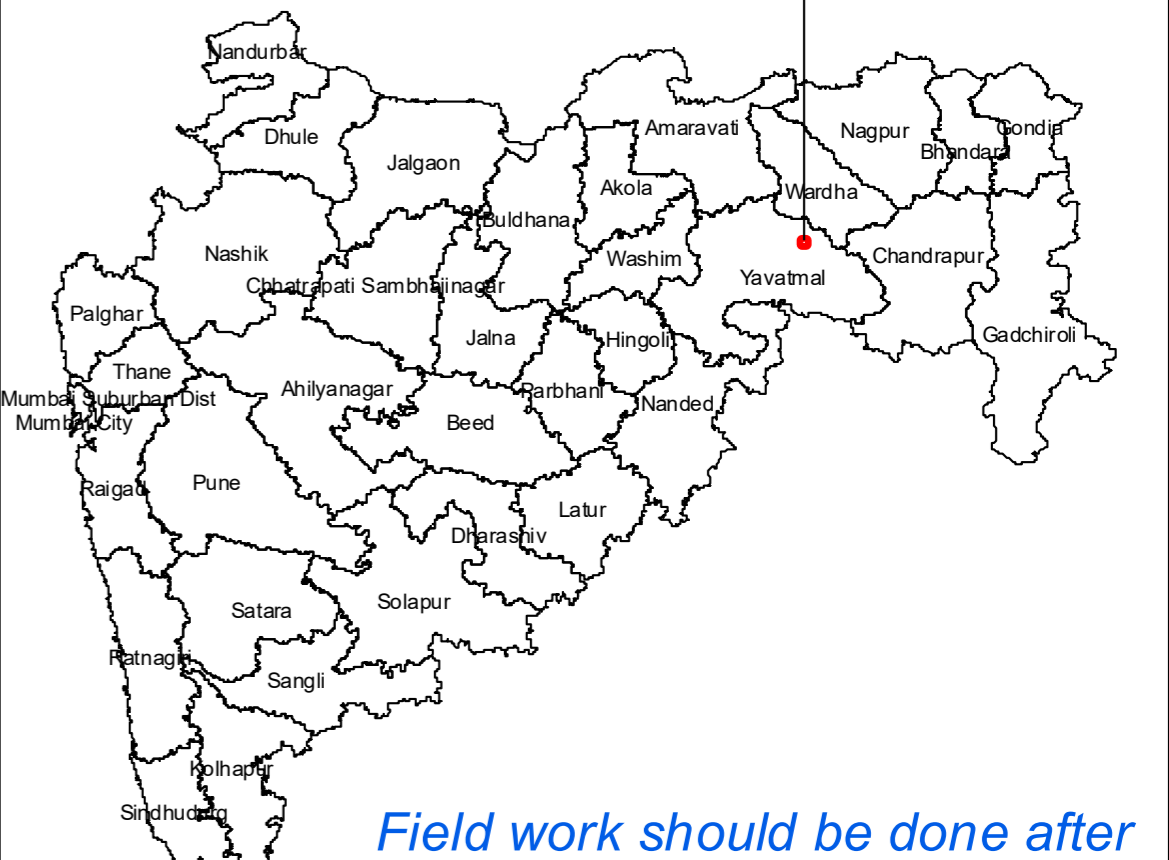 Nandurbar
Dhule
Jalgaon
Amaravati
Nagpur
Gondia
Bhandara
Akola
Wardha
Buldhana
Nashik
Washim
Chandrapur
Chhatrapati Sambhajinagar
Yavatmal
Palghar
Jalna
Hingoli
Gadchiroli
Thane
Ahilyanagar
Parbhani
Mumbai Suburban Dist
Nanded
Mumbai City
Beed
Raigad
Pune
Latur
Dharashiv
Satara
Solapur
Ratnagiri
Sangli
Kolhapur
Sindhudurg
Field work should be done after